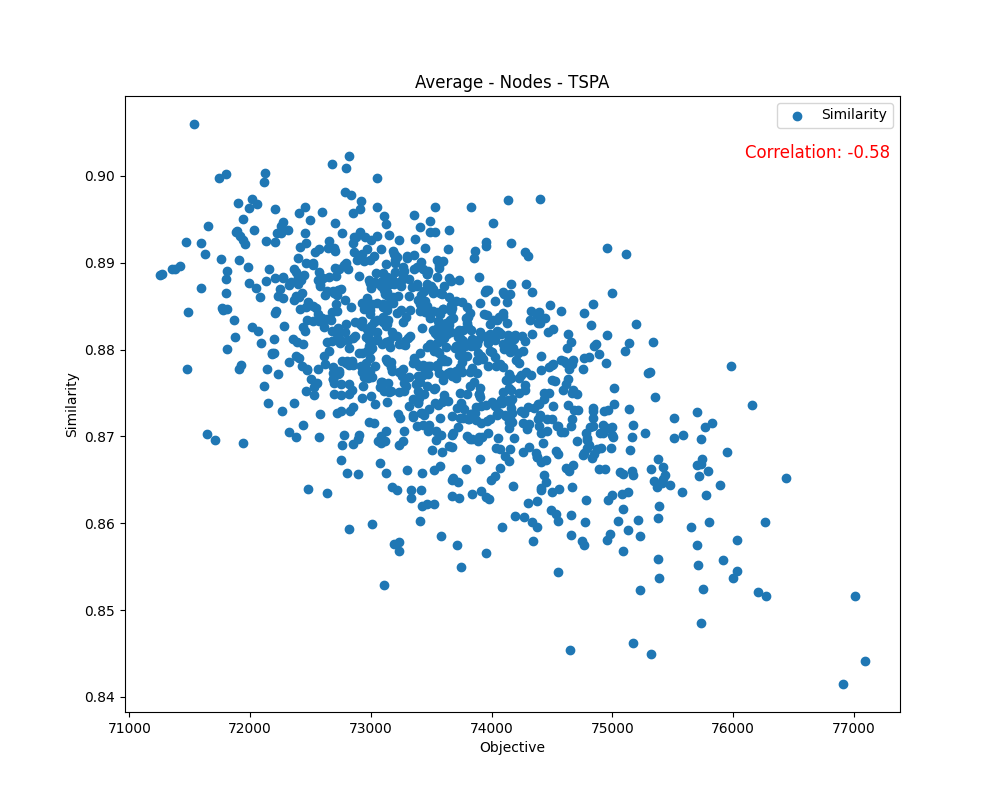 Average - Nodes - TSPA
Similarity
Correlation: -0.58
0.90
0.89
0.88
0.87
0.86
0.85
0.84
Similarity
71000 72000 73000 74000 75000 76000 77000
Objective